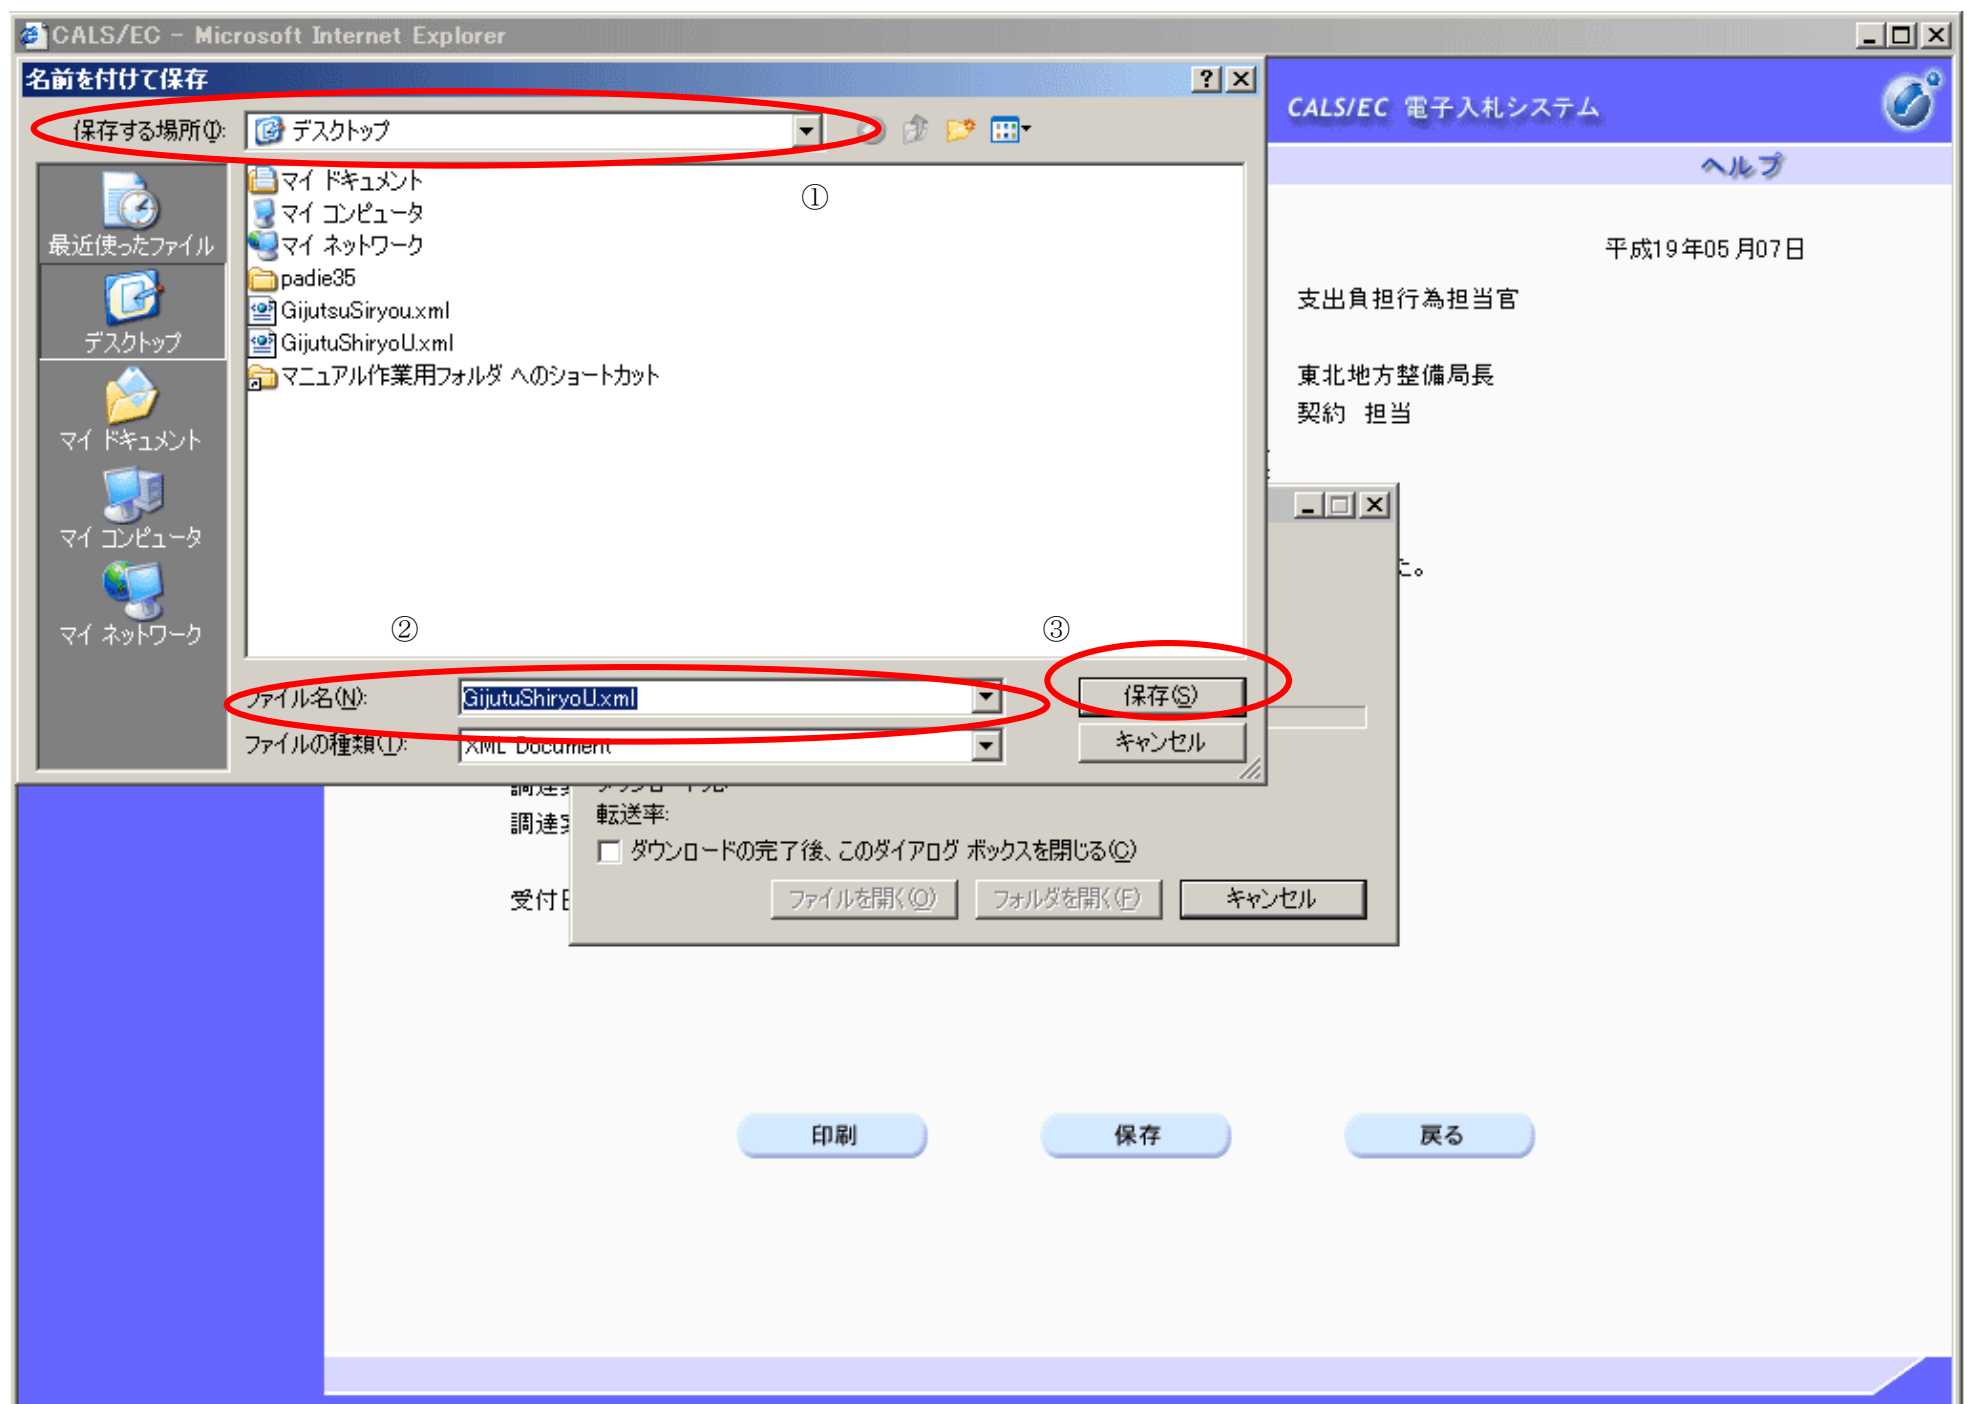 CALS/EC - Microsoft Internet Explorer
名前を付けて保存
保存する場所(I):
デスクトップ
CALS/EC 電子入札システム
ヘルプ
マイ ドキュメント
①
マイ コンピュータ
マイ ネットワーク
padie35
GijutsuSiryou.xml
GijutuShiryoU.xml
マニュアル作業用フォルダ へのショートカット
最近使ったファイル
デスクトップ
マイ ドキュメント
マイ コンピュータ
マイ ネットワーク
平成19年05月07日
支出負担行為担当官
東北地方整備局長
契約 担当
た。
②
③
ファイル名(N):
GijutuShiryoU.xml
保存(S)
ファイルの種類(T):
XML Document
キャンセル
調達
転送率:
調達
ダウンロードの完了後、このダイアログ ボックスを閉じる(C)
受付
ファイルを開く(O)
フォルダを開く(F)
キャンセル
印刷
保存
戻る